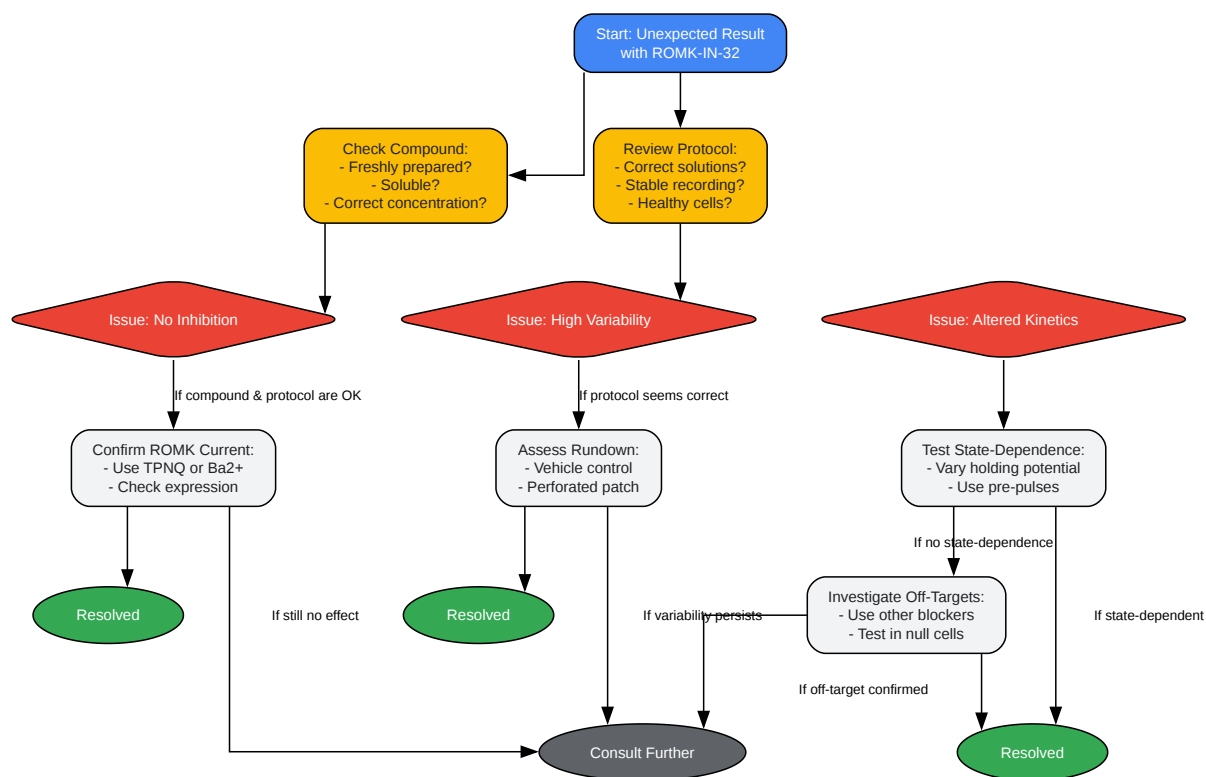 Start: Unexpected Result
with ROMK-IN-32
Check Compound:
- Freshly prepared?
- Soluble?
- Correct concentration?
Review Protocol:
- Correct solutions?
- Stable recording?
- Healthy cells?
Issue: No Inhibition
Issue: High Variability
Issue: Altered Kinetics
If compound & protocol are OK
If protocol seems correct
Confirm ROMK Current:
- Use TPNQ or Ba2+
- Check expression
Assess Rundown:
- Vehicle control
- Perforated patch
Test State-Dependence:
- Vary holding potential
- Use pre-pulses
If no state-dependence
Resolved
If still no effect
Resolved
If variability persists
Investigate Off-Targets:
- Use other blockers
- Test in null cells
If state-dependent
If off-target confirmed
Consult Further
Resolved